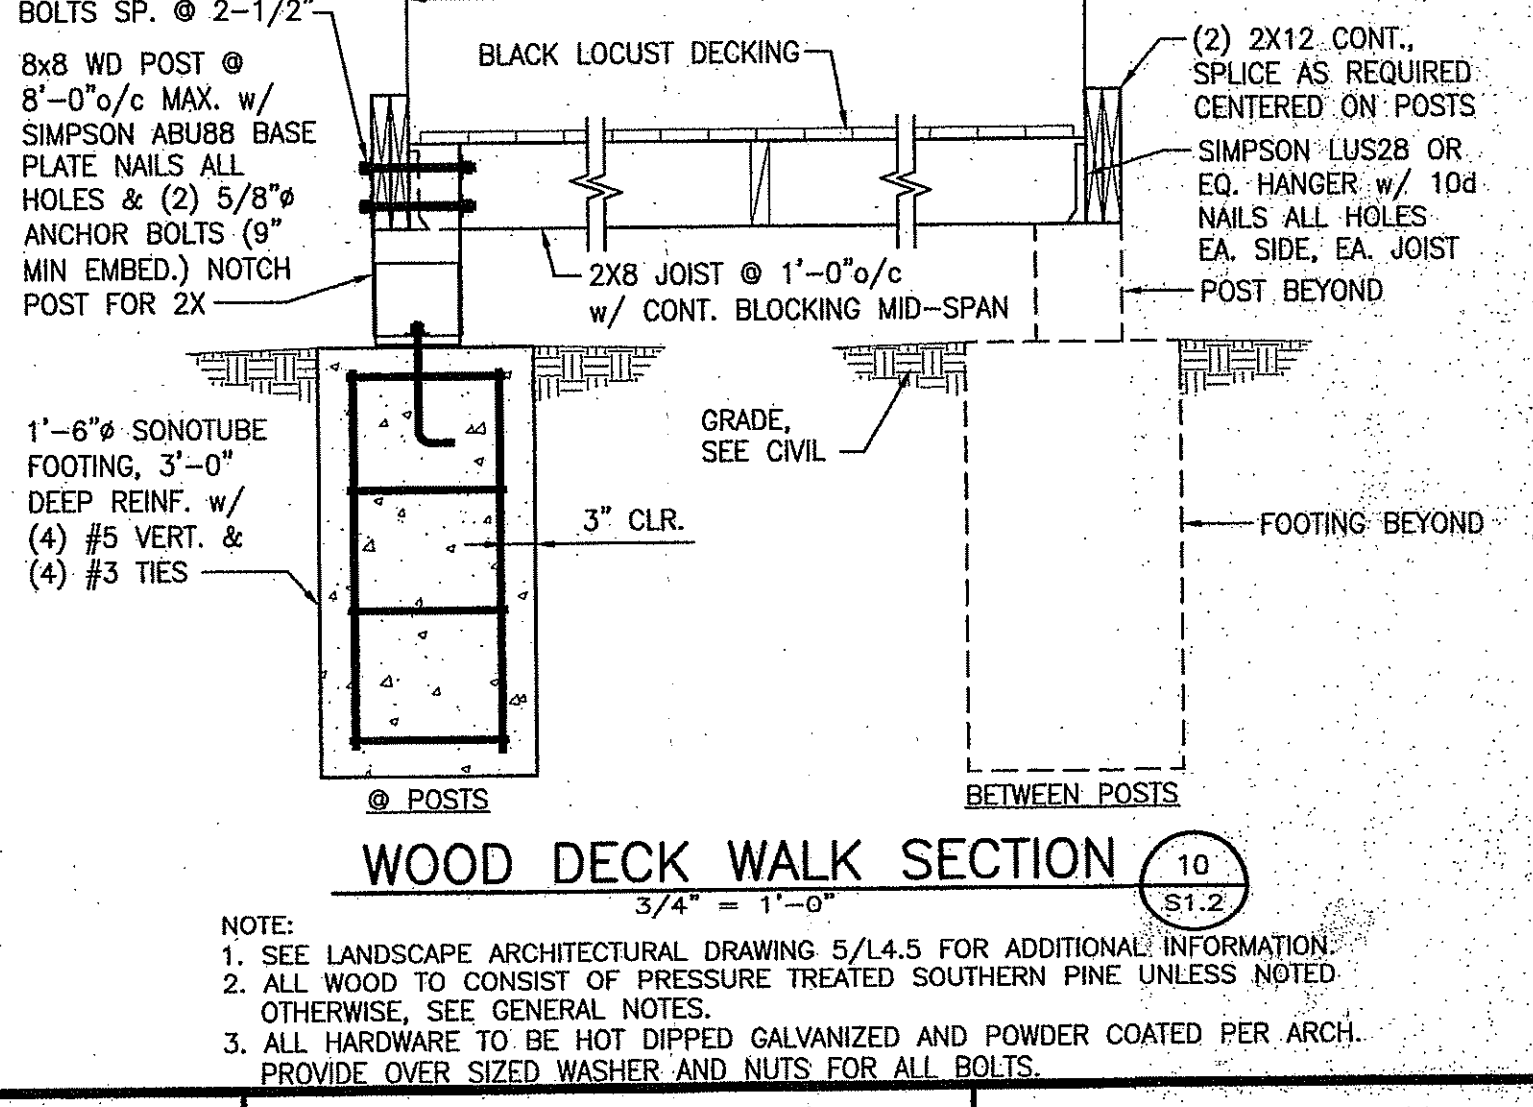 BOLTS SP. @ 2-1/2"
8x8 WD POST @
8'-0"o/c MAX. w/
SIMPSON ABU88 BASE
PLATE NAILS ALL
HOLES & (2) 5/8"ø
ANCHOR BOLTS (9"
MIN EMBED.) NOTCH
POST FOR 2X
BLACK LOCUST DECKING
(2) 2X12 CONT.,
SPLICE AS REQUIRED
CENTERED ON POSTS
SIMPSON LUS28 OR
EQ. HANGER w/ 10d
NAILS ALL HOLES
EA. SIDE, EA. JOIST
POST BEYOND
2X8 JOIST @ 1'-0"o/c
w/ CONT. BLOCKING MID-SPAN
1'-6"ø SONOTUBE
FOOTING, 3'-0"
DEEP REINF. w/
(4) #5 VERT. &
(4) #3 TIES
GRADE,
SEE CIVIL
3" CLR.
FOOTING BEYOND
@ POSTS
BETWEEN POSTS
WOOD DECK WALK SECTION
3/4" = 1'-0"
10
S1.2
NOTE:
1. SEE LANDSCAPE ARCHITECTURAL DRAWING 5/L4.5 FOR ADDITIONAL INFORMATION.
2. ALL WOOD TO CONSIST OF PRESSURE TREATED SOUTHERN PINE UNLESS NOTED
OTHERWISE, SEE GENERAL NOTES.
3. ALL HARDWARE TO BE HOT DIPPED GALVANIZED AND POWDER COATED PER ARCH.
PROVIDE OVER SIZED WASHER AND NUTS FOR ALL BOLTS.